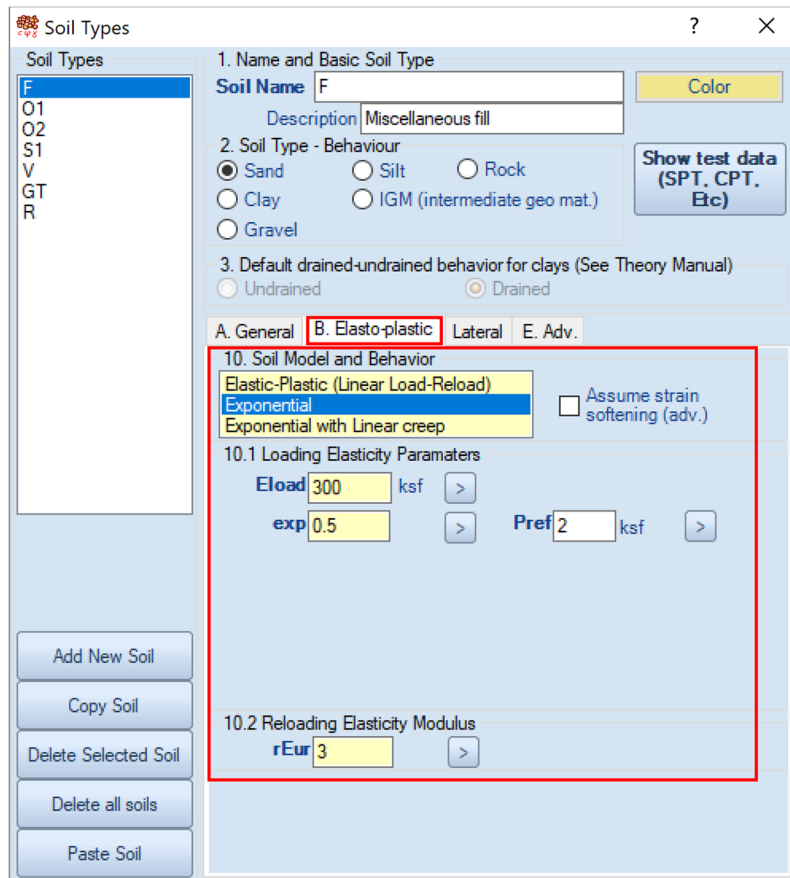 Soil Types ?
Soil Types
F
O1
O2
S1
V
GT
R
Add New Soil
Copy Soil
Delete Selected Soil
Delete all soils
Paste Soil
1. Name and Basic Soil Type
Soil Name F Color
Description Miscellaneous fill
2. Soil Type - Behaviour
Sand Silt Rock
Clay IGM (intermediate geo mat.)
Gravel
Show test data
(SPT, CPT,
Etc)
3. Default drained-undrained behavior for clays (See Theory Manual)
Undrained Drained
A. General B. Elasto-plastic Lateral E. Adv.
10. Soil Model and Behavior
Elastic-Plastic (Linear Load-Reload)
Exponential
Exponential with Linear creep
Assume strain
softening (adv.)
10.1 Loading Elasticity Paramaters
Eload 300 ksf >
exp 0.5 > Pref 2 ksf >
10.2 Reloading Elasticity Modulus
rEur 3 >